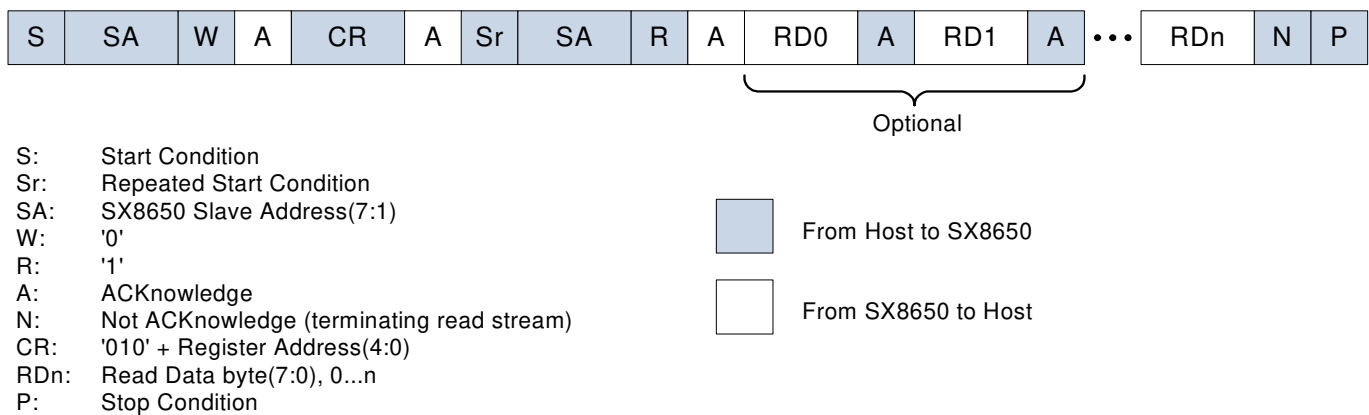 S SA W A CR A Sr SA R A RD0 A RD1 A ••• RDn N P
Optional
S: Start Condition
Sr: Repeated Start Condition
SA: SX8650 Slave Address(7:1)
W: '0'
R: '1'
A: ACKnowledge
N: Not ACKnowledge (terminating read stream)
CR: '010' + Register Address(4:0)
RDn: Read Data byte(7:0), 0...n
P: Stop Condition
From Host to SX8650
From SX8650 to Host